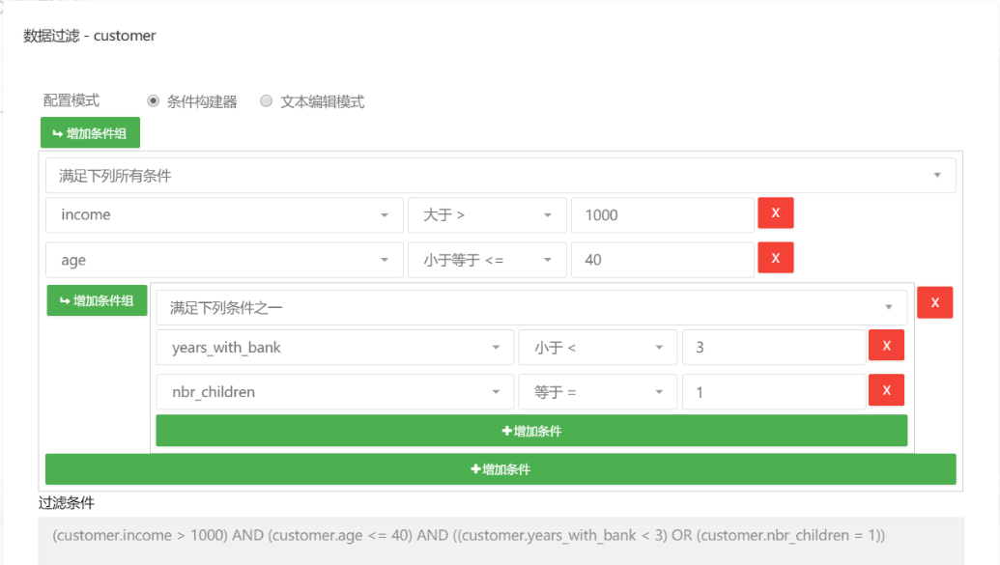 数据过滤 - customer
配置模式 条件构建器 文本编辑模式
增加条件组
满足下列所有条件
income 大于 > 1000 X
age 小于等于 <= 40 X
增加条件组 满足下列条件之一 X
years_with_bank 小于 < 3 X
nbr_children 等于 = 1 X
+增加条件
+增加条件
过滤条件
(customer.income > 1000) AND (customer.age <= 40) AND ((customer.years_with_bank < 3) OR (customer.nbr_children = 1))